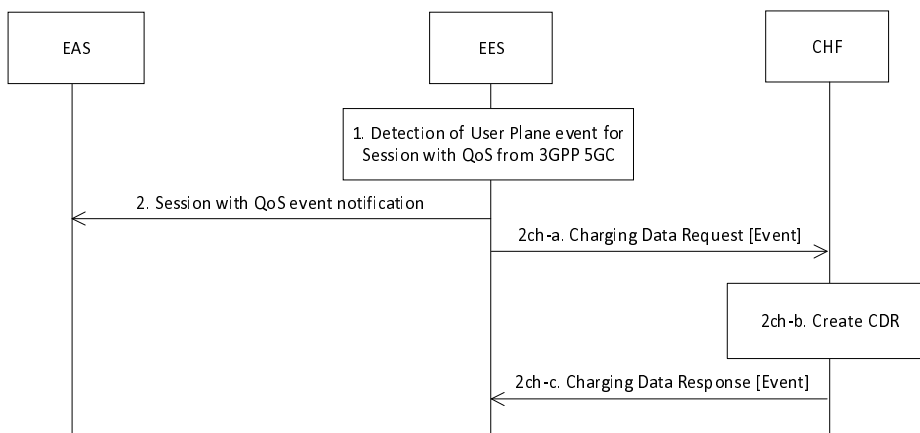 EAS
EES
CHF
1. Detection of User Plane event for
Session with QoS from 3GPP 5GC
2. Session with QoS event notification
2ch-a. Charging Data Request [Event]
2ch-b. Create CDR
2ch-c. Charging Data Response [Event]